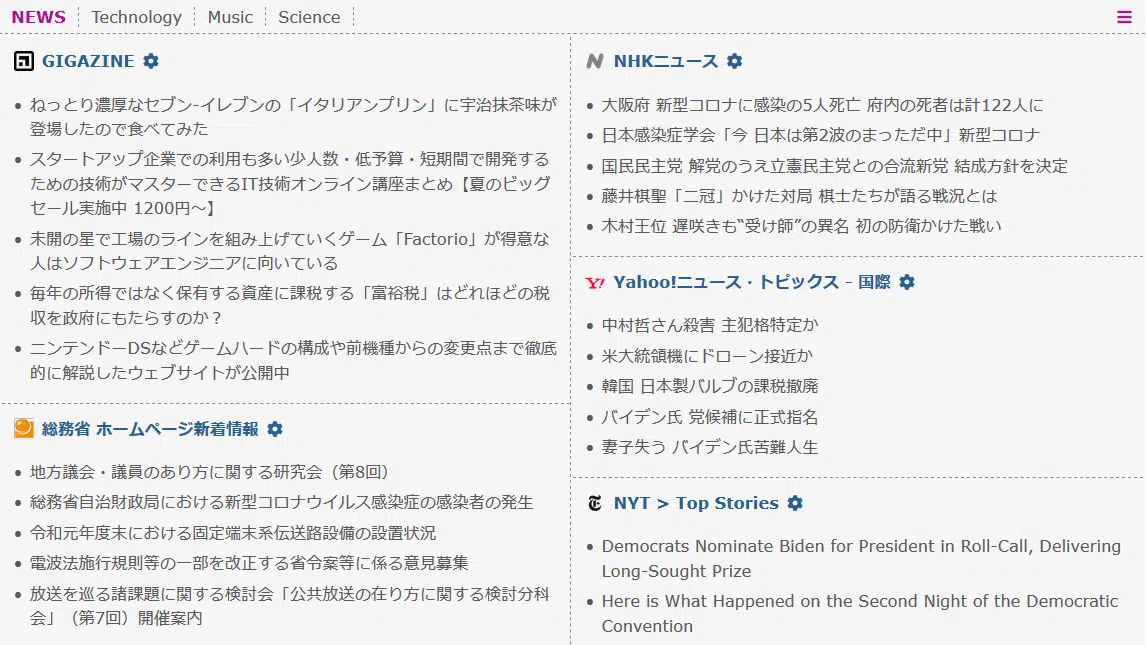 NEWS Technology Music Science
GIGAZINE
ねっとり濃厚なセブン-イレブンの「イタリアンプリン」に宇治抹茶味が
登場したので食べてみた
スタートアップ企業での利用も多い少人数・低予算・短期間で開発する
ための技術がマスターできるIT技術オンライン講座まとめ【夏のビッグ
セール実施中 1200円～】
未開の星で工場のラインを組み上げていくゲーム「Factorio」が得意な
人はソフトウェアエンジニアに向いている
毎年の所得ではなく保有する資産に課税する「富裕税」はどれほどの税
収を政府にもたらすのか？
ニンテンドーDSなどゲームハードの構成や前機種からの変更点まで徹底
的に解説したウェブサイトが公開中
総務省 ホームページ新着情報
地方議会・議員のあり方に関する研究会（第8回）
総務省自治財政局における新型コロナウイルス感染症の感染者の発生
令和元年度末における固定端末系伝送路設備の設置状況
電波法施行規則等の一部を改正する省令案等に係る意見募集
放送を巡る諸課題に関する検討会「公共放送の在り方に関する検討分科
会」（第7回）開催案内
NHKニュース
大阪府 新型コロナに感染の5人死亡 府内の死者は計122人に
日本感染症学会「今 日本は第2波のまっただ中」新型コロナ
国民民主党 解党のうえ立憲民主党との合流新党 結成方針を決定
藤井棋聖「二冠」かけた対局 棋士たちが語る戦況とは
木村王位 遅咲きも“受け師”の異名 初の防衛かけた戦い
Y! Yahoo!ニュース・トピックス - 国際
中村哲さん殺害 主犯格特定か
米大統領機にドローン接近か
韓国 日本製バルブの課税撤廃
バイデン氏 党候補に正式指名
妻子失う バイデン氏苦難人生
NYT > Top Stories
Democrats Nominate Biden for President in Roll-Call, Delivering
Long-Sought Prize
Here is What Happened on the Second Night of the Democratic
Convention